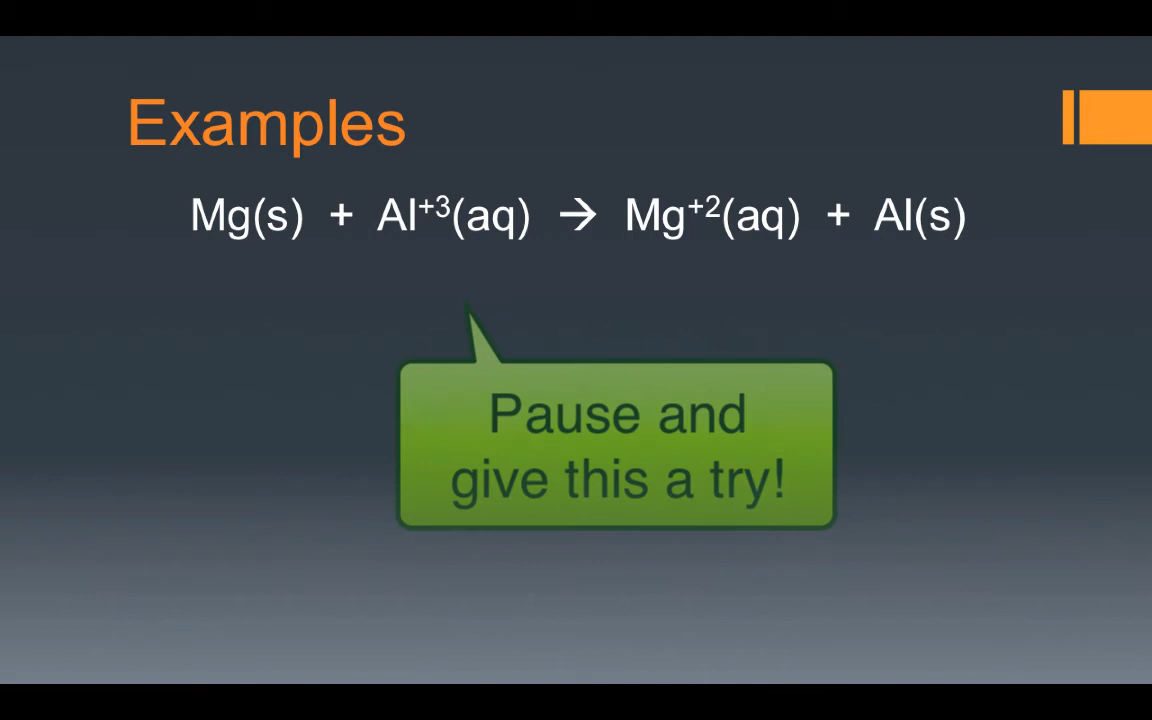 Examples
Mg(s) + Al⁺³(aq) → Mg⁺²(aq) + Al(s)
Pause and
give this a try!